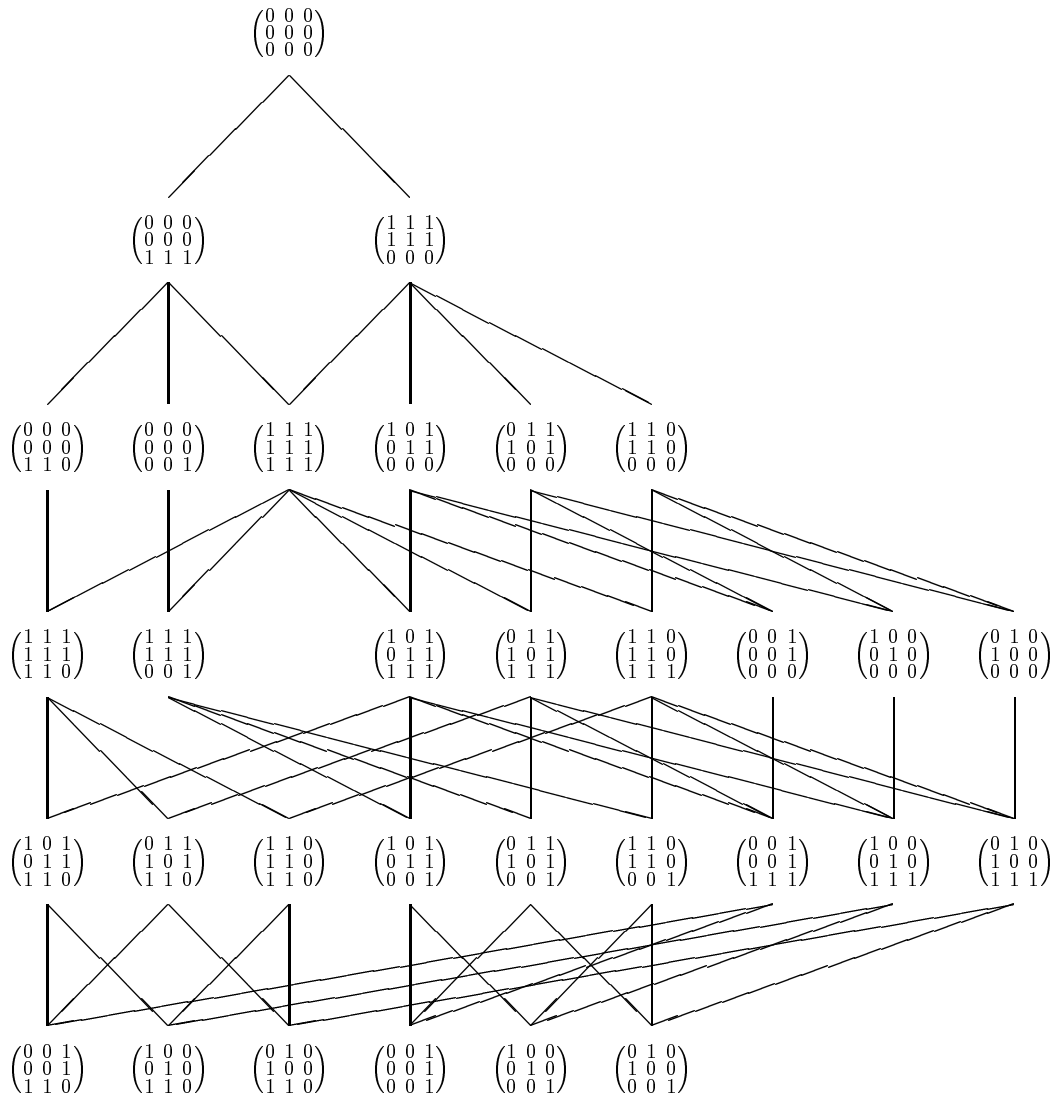 0 0 0
0 0 0
0 0 0
0 0 0 1 1 1
0 0 0 1 1 1
1 1 1 0 0 0
0 0 0 0 0 0 1 1 1 1 0 1 0 1 1 1 1 0
0 0 0 0 0 0 1 1 1 0 1 1 1 0 1 1 1 0
1 1 0 0 0 1 1 1 1 0 0 0 0 0 0 0 0 0
1 1 1 1 1 1 1 0 1 0 1 1 1 1 0 0 0 1 1 0 0 0 1 0
1 1 1 1 1 1 0 1 1 1 0 1 1 1 0 0 0 1 0 1 0 1 0 0
1 1 0 0 0 1 1 1 1 1 1 1 1 1 1 0 0 0 0 0 0 0 0 0
1 0 1 0 1 1 1 1 0 1 0 1 0 1 1 1 1 0 0 0 1 1 0 0 0 1 0
0 1 1 1 0 1 1 1 0 0 1 1 1 0 1 1 1 0 0 0 1 0 1 0 1 0 0
1 1 0 1 1 0 1 1 0 0 0 1 0 0 1 0 0 1 1 1 1 1 1 1 1 1 1
0 0 1 1 0 0 0 1 0 0 0 1 1 0 0 0 1 0
0 0 1 0 1 0 1 0 0 0 0 1 0 1 0 1 0 0
1 1 0 1 1 0 1 1 0 0 0 1 0 0 1 0 0 1